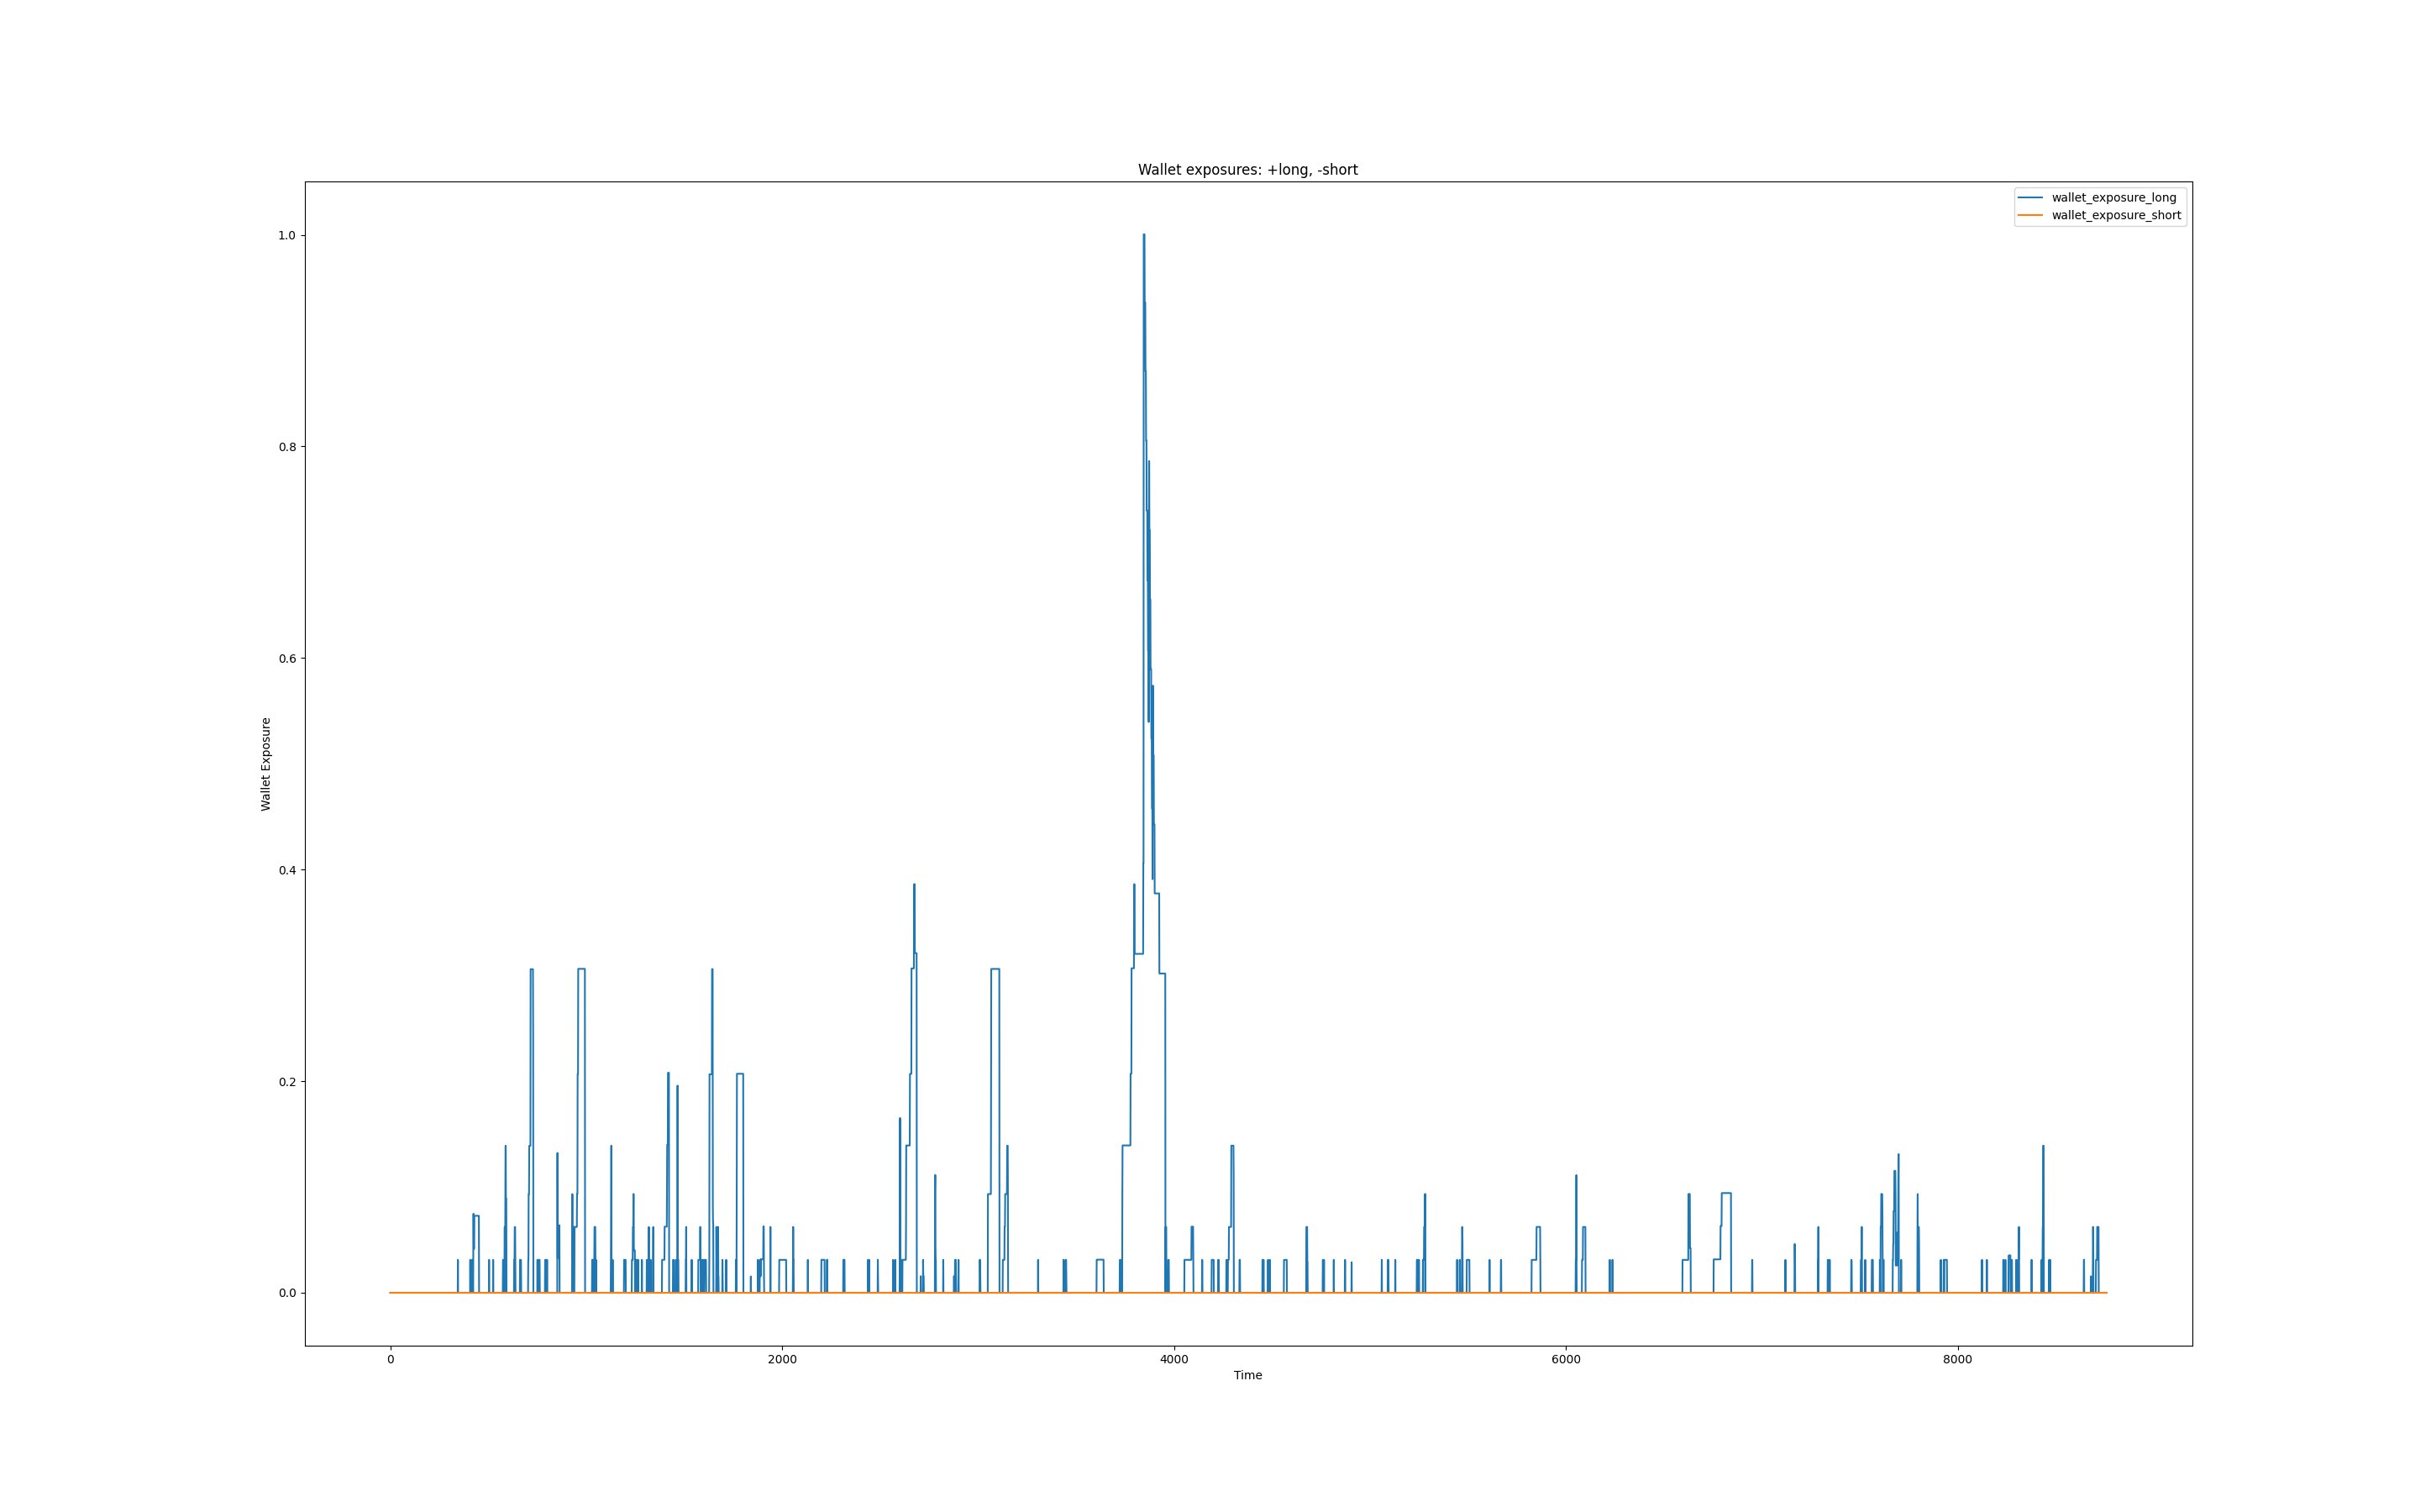 Wallet exposures: +long, -short
wallet_exposure_long
wallet_exposure_short
1.0
0.8
0.6
0.4
0.2
0.0
Wallet Exposure
0 2000 4000 6000 8000
Time